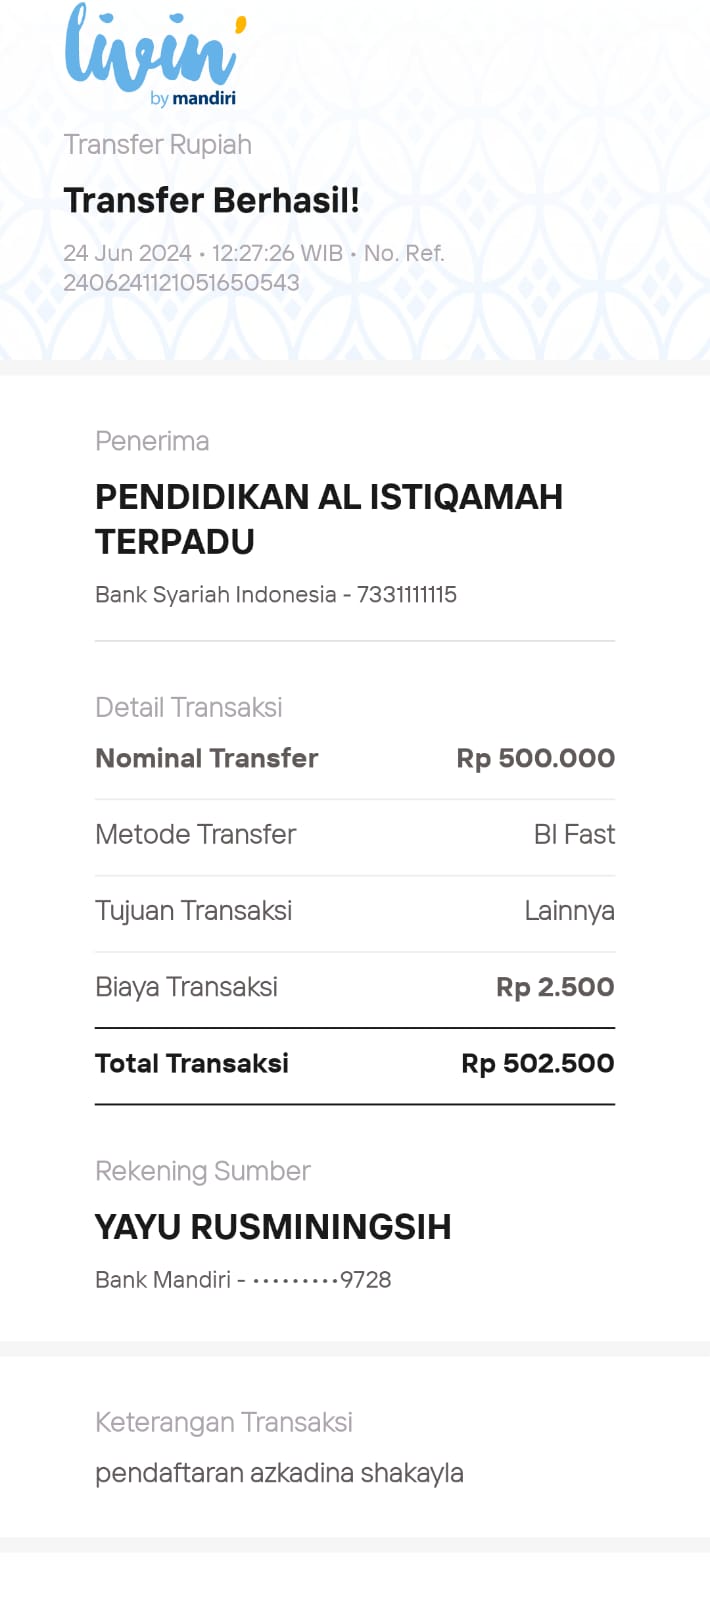 livin'
by mandiri
Transfer Rupiah
Transfer Berhasil!
24 Jun 2024 • 12:27:26 WIB • No. Ref.
2406241121051650543
Penerima
PENDIDIKAN AL ISTIQAMAH
TERPADU
Bank Syariah Indonesia - 7331111115
Detail Transaksi
Nominal Transfer Rp 500.000
Metode Transfer BI Fast
Tujuan Transaksi Lainnya
Biaya Transaksi Rp 2.500
Total Transaksi Rp 502.500
Rekening Sumber
YAYU RUSMININGSIH
Bank Mandiri - •••••••••9728
Keterangan Transaksi
pendaftaran azkadina shakayla